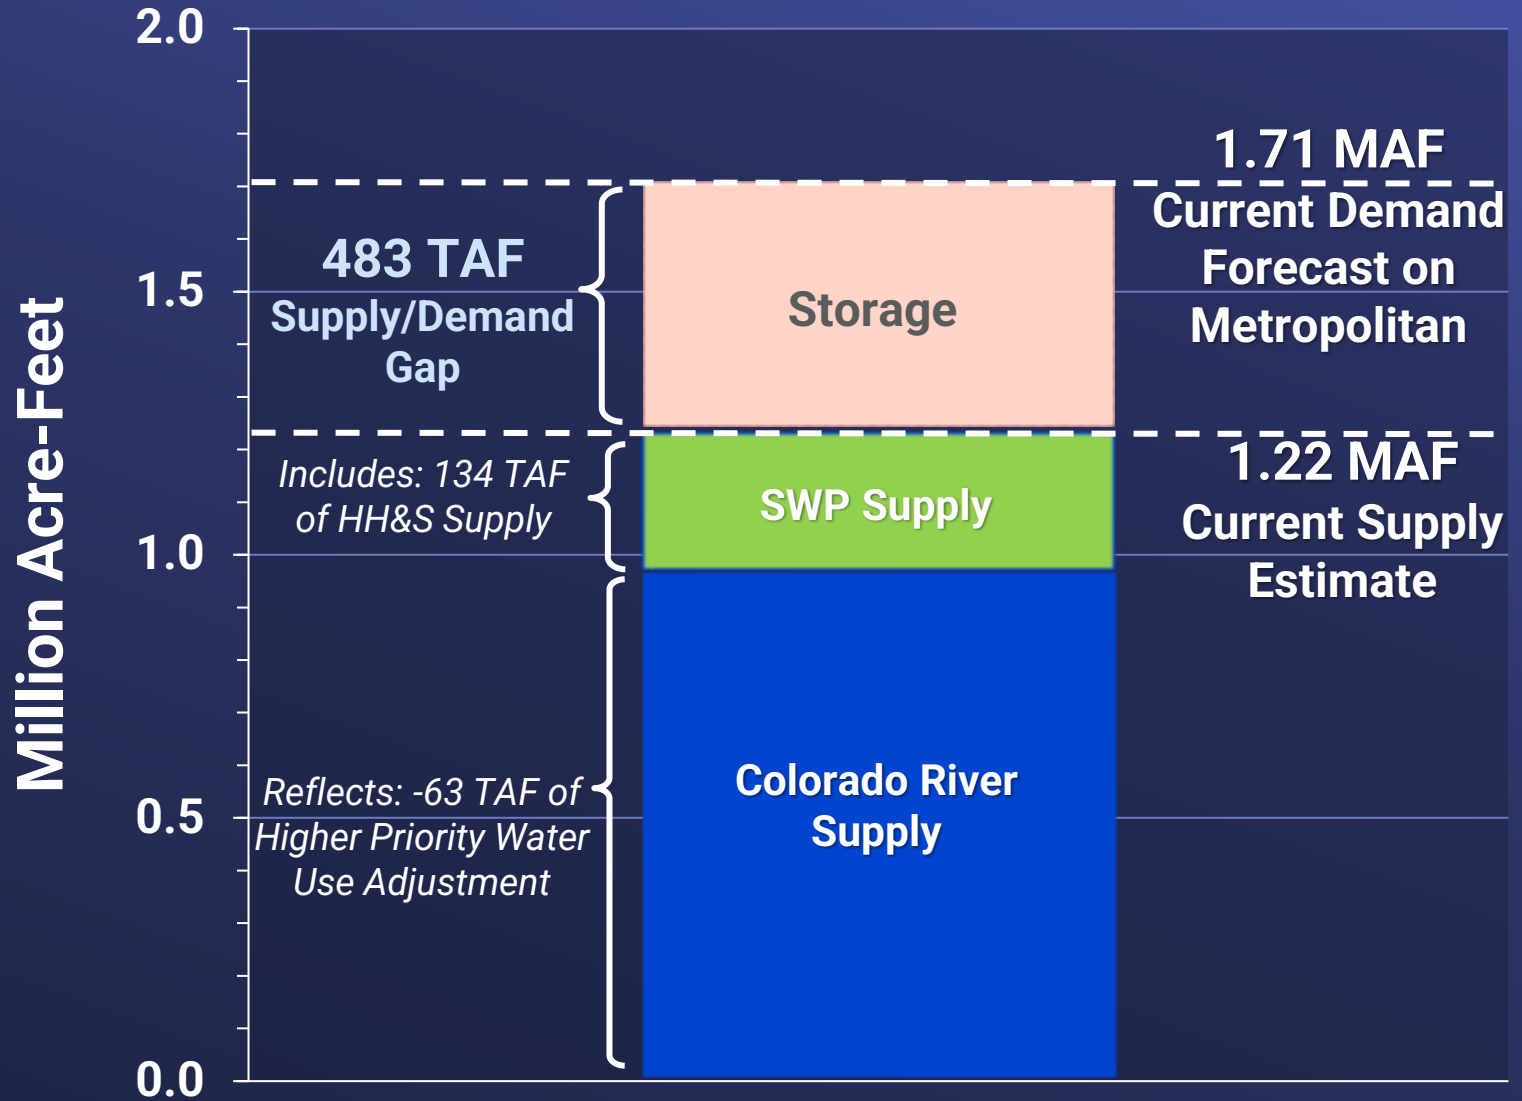 Million Acre-Feet
2.0
1.5
1.0
0.5
0.0
483 TAF
Supply/Demand
Gap
Includes: 134 TAF
of HH&S Supply
Reflects: -63 TAF of
Higher Priority Water
Use Adjustment
Storage
SWP Supply
Colorado River
Supply
1.71 MAF
Current Demand
Forecast on
Metropolitan
1.22 MAF
Current Supply
Estimate